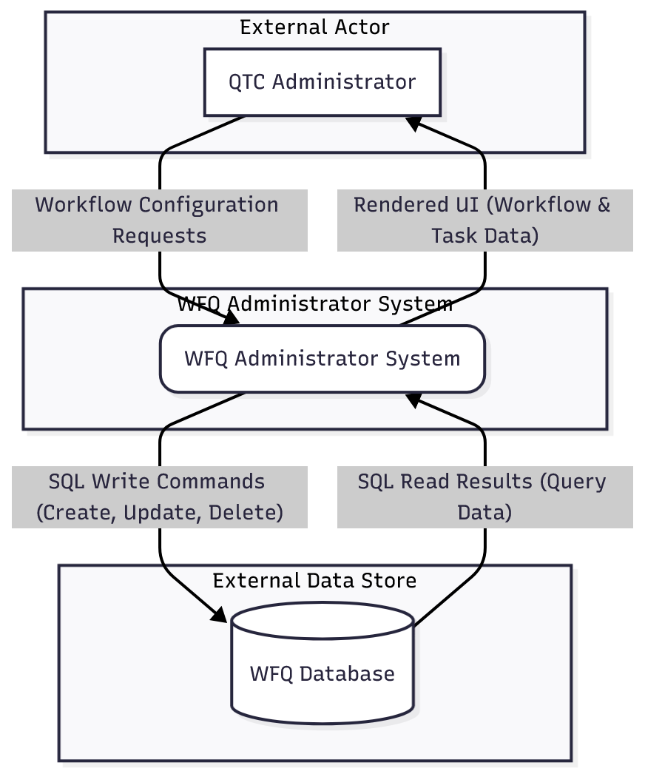 External Actor
QTC Administrator
Workflow Configuration
Requests
Rendered UI (Workflow &
Task Data)
WFQ Administrator System
WFQ Administrator System
SQL Write Commands
(Create, Update, Delete)
SQL Read Results (Query
Data)
External Data Store
WFQ Database